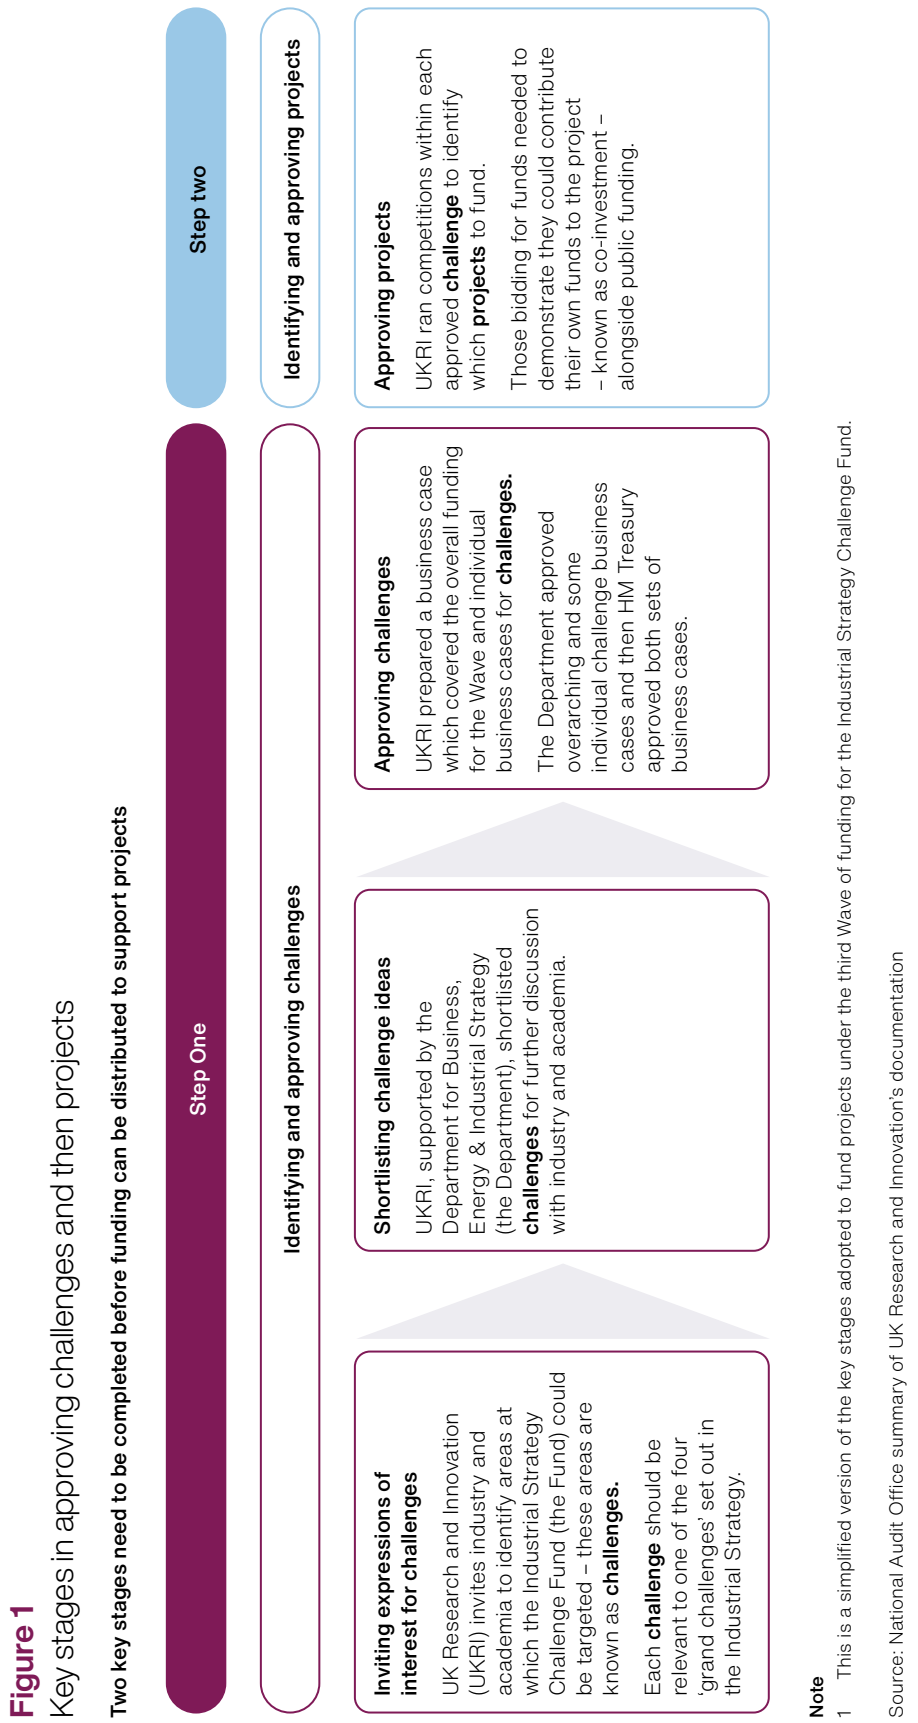 Figure 1
Key stages in approving challenges and then projects
Two key stages need to be completed before funding can be distributed to support projects
Step One
Step two
Identifying and approving challenges
Identifying and approving projects
Inviting expressions of
interest for challenges
UK Research and Innovation
(UKRI) invites industry and
academia to identify areas at
which the Industrial Strategy
Challenge Fund (the Fund) could
be targeted – these areas are
known as challenges.
Each challenge should be
relevant to one of the four
‘grand challenges’ set out in
the Industrial Strategy.
Shortlisting challenge ideas
UKRI, supported by the
Department for Business,
Energy & Industrial Strategy
(the Department), shortlisted
challenges for further discussion
with industry and academia.
Approving challenges
UKRI prepared a business case
which covered the overall funding
for the Wave and individual
business cases for challenges.
The Department approved
overarching and some
individual challenge business
cases and then HM Treasury
approved both sets of
business cases.
Approving projects
UKRI ran competitions within each
approved challenge to identify
which projects to fund.
Those bidding for funds needed to
demonstrate they could contribute
their own funds to the project
– known as co-investment –
alongside public funding.
Note
1 This is a simplified version of the key stages adopted to fund projects under the third Wave of funding for the Industrial Strategy Challenge Fund.
Source: National Audit Office summary of UK Research and Innovation’s documentation